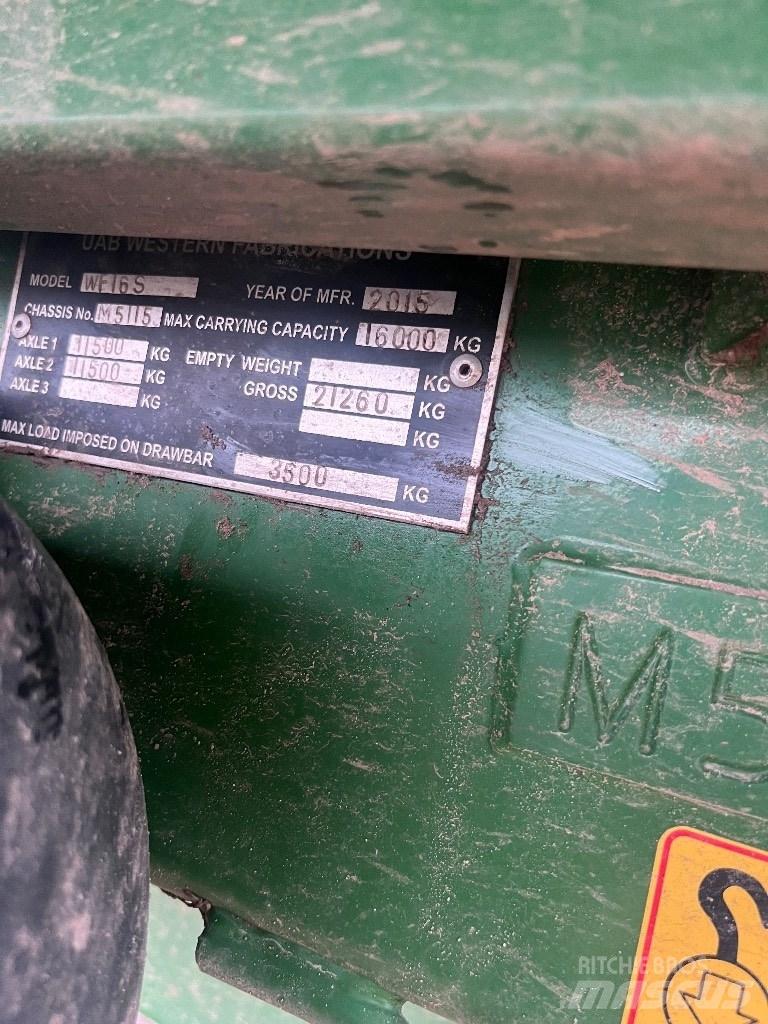 UAB WESTERN FABRICATIONS
MODEL WF16S YEAR OF MFR. 2015
CHASSIS No. M5115 MAX CARRYING CAPACITY 16000 KG
AXLE 1 11500 KG EMPTY WEIGHT KG
AXLE 2 11500 KG GROSS 21260 KG
AXLE 3 KG KG
MAX LOAD IMPOSED ON DRAWBAR 3500 KG
M5
RITCHIE BROS
MASCUS